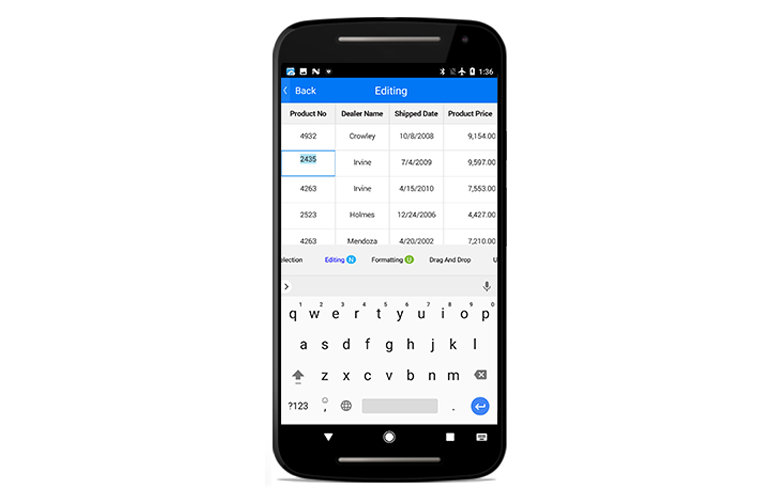 1:36
Back Editing
Product No Dealer Name Shipped Date Product Price
4932 Crowley 10/8/2008 9,154.00
2435 Irvine 7/4/2009 9,597.00
4263 Irvine 4/15/2010 7,553.00
2523 Holmes 12/24/2006 4,427.00
4263 Mendoza 4/20/2002 7,210.00
election Editing N Formatting U Drag And Drop U
1 2 3 4 5 6 7 8 9 0
q w e r t y u i o p
a s d f g h j k l
z x c v b n m
?123 , .